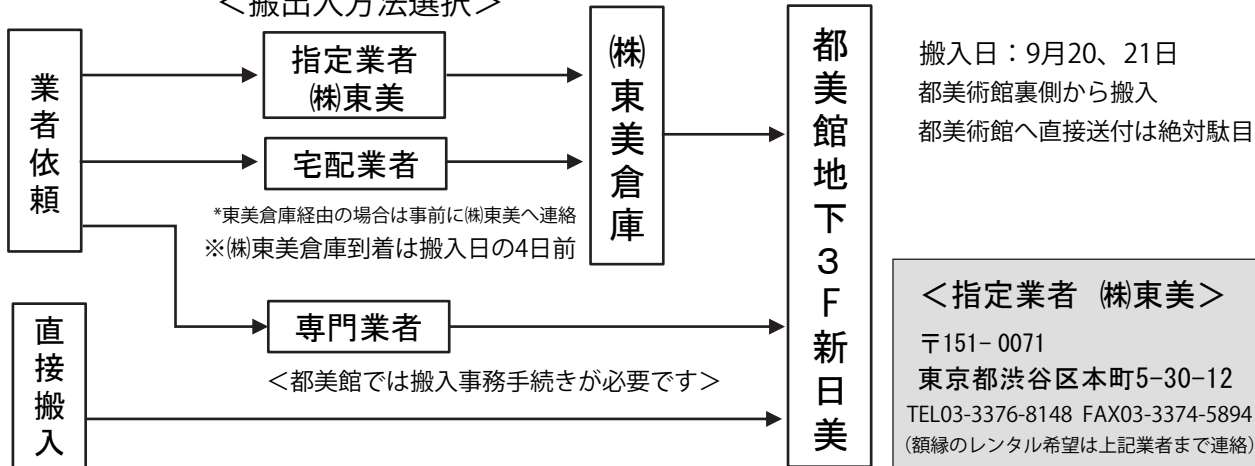 ＜搬出入方法選択＞
業者依頼
指定業者
㈱東美
宅配業者
*東美倉庫経由の場合は事前に㈱東美へ連絡
※㈱東美倉庫到着は搬入日の4日前
専門業者
＜都美館では搬入事務手続きが必要です＞
直接搬入
㈱東美倉庫
都美館地下3F新日美
搬入日：9月20、21日
都美術館裏側から搬入
都美術館へ直接送付は絶対駄目
＜指定業者 ㈱東美＞
〒151-0071
東京都渋谷区本町5-30-12
TEL03-3376-8148 FAX03-3374-5894
（額縁のレンタル希望は上記業者まで連絡）